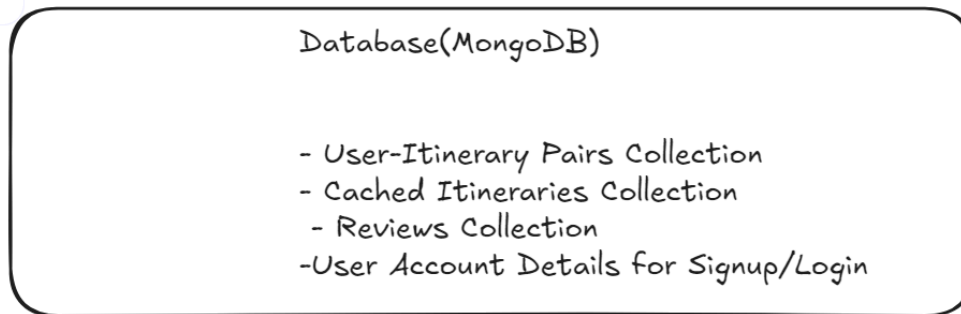 Database(MongoDB)
- User-Itinerary Pairs Collection
- Cached Itineraries Collection
- Reviews Collection
-User Account Details for Signup/Login